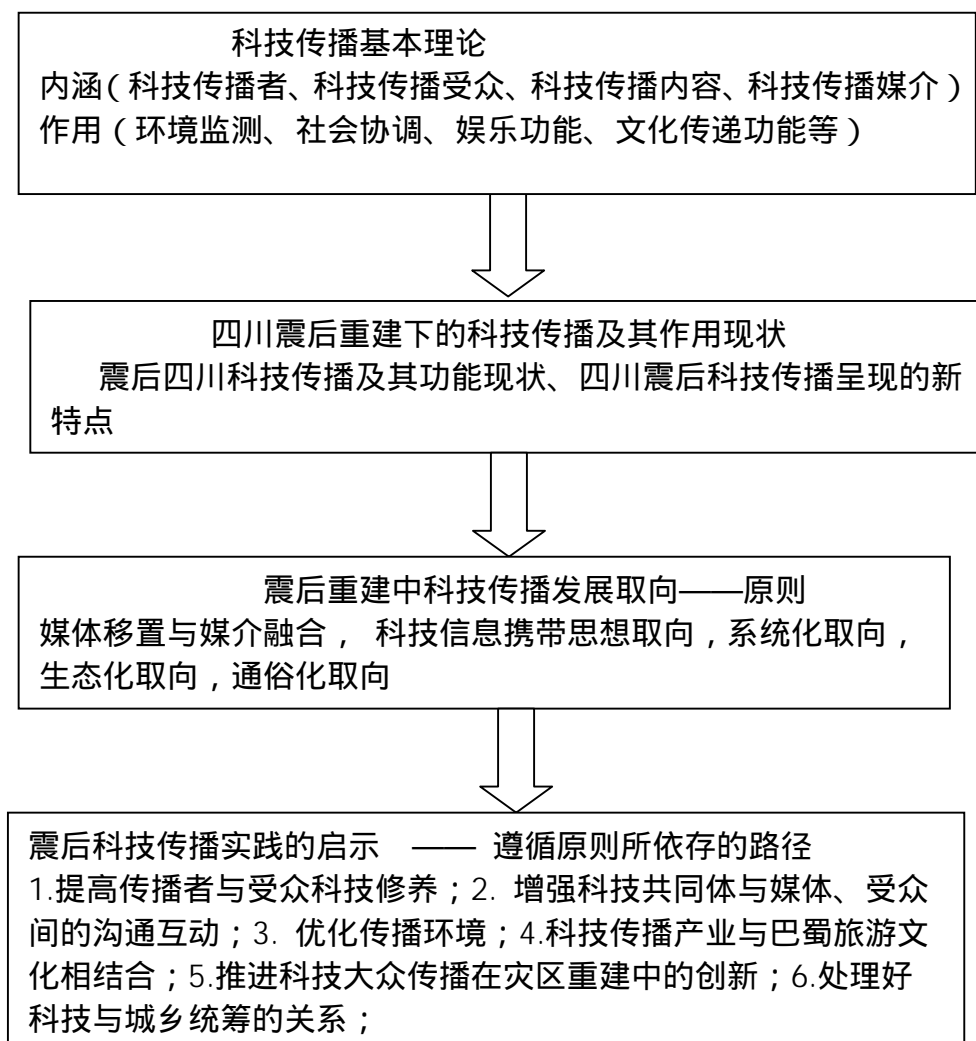 科技传播基本理论
内涵（科技传播者、科技传播受众、科技传播内容、科技传播媒介）
作用（环境监测、社会协调、娱乐功能、文化传递功能等）
四川震后重建下的科技传播及其作用现状
震后四川科技传播及其功能现状、四川震后科技传播呈现的新
特点
震后重建中科技传播发展取向——原则
媒体移置与媒介融合， 科技信息携带思想取向，系统化取向，
生态化取向，通俗化取向
震后科技传播实践的启示 —— 遵循原则所依存的路径
1.提高传播者与受众科技修养；2. 增强科技共同体与媒体、受众
间的沟通互动；3. 优化传播环境；4.科技传播产业与巴蜀旅游文
化相结合；5.推进科技大众传播在灾区重建中的创新；6.处理好
科技与城乡统筹的关系；